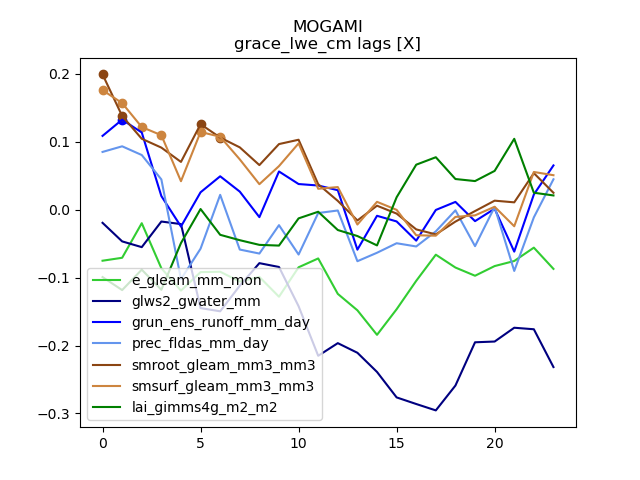 MOGAMI
grace_lwe_cm lags [X]
0.2
0.1
0.0
−0.1
−0.2
−0.3
e_gleam_mm_mon
glws2_gwater_mm
grun_ens_runoff_mm_day
prec_fldas_mm_day
smroot_gleam_mm3_mm3
smsurf_gleam_mm3_mm3
lai_gimms4g_m2_m2
0 5 10 15 20